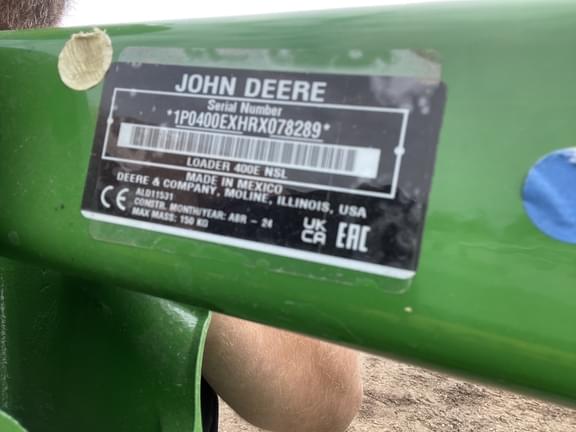 JOHN DEERE
Serial Number
*1P0400EXHRX078289*
LOADER 400E NSL
MADE IN MEXICO
DEERE & COMPANY, MOLINE, ILLINOIS, USA
CE ALD11531
CONSTR. MONTH/YEAR: ABR - 24
MAX MASS: 150 KG
UK
CA
EAC